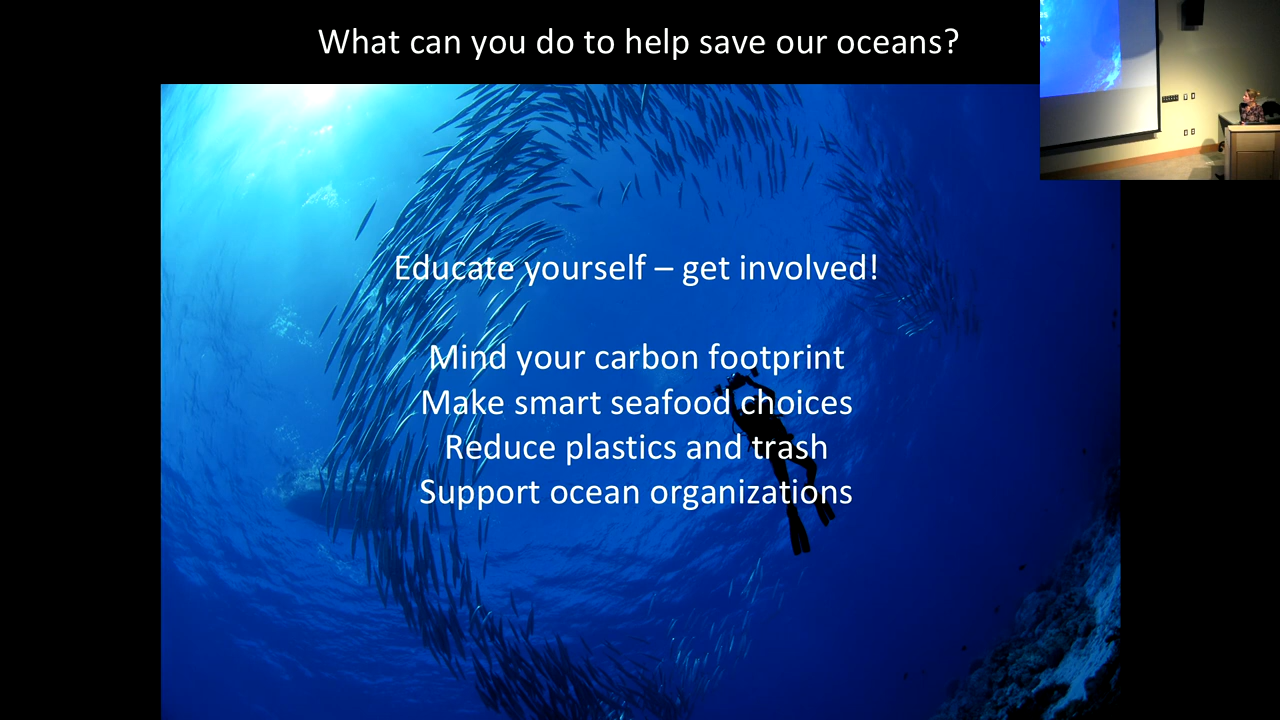 What can you do to help save our oceans?
Educate yourself – get involved!
Mind your carbon footprint
Make smart seafood choices
Reduce plastics and trash
Support ocean organizations